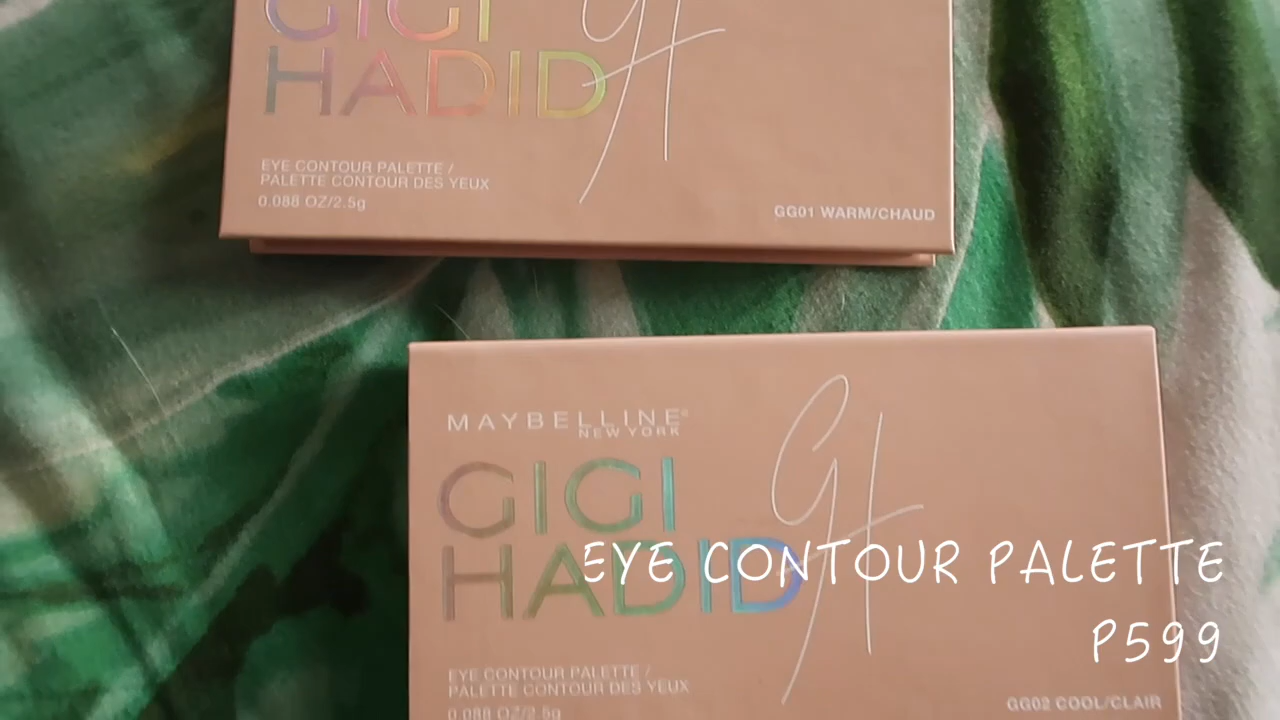 GIGI
HADID
GH
EYE CONTOUR PALETTE /
PALETTE CONTOUR DES YEUX
0.088 OZ/2.5g
GG01 WARM/CHAUD
MAYBELLINE®
NEW YORK
GIGI
HADID
GH
EYE CONTOUR PALETTE
P599
EYE CONTOUR PALETTE /
PALETTE CONTOUR DES YEUX
0.088 OZ/2.5g
GG02 COOL/CLAIR